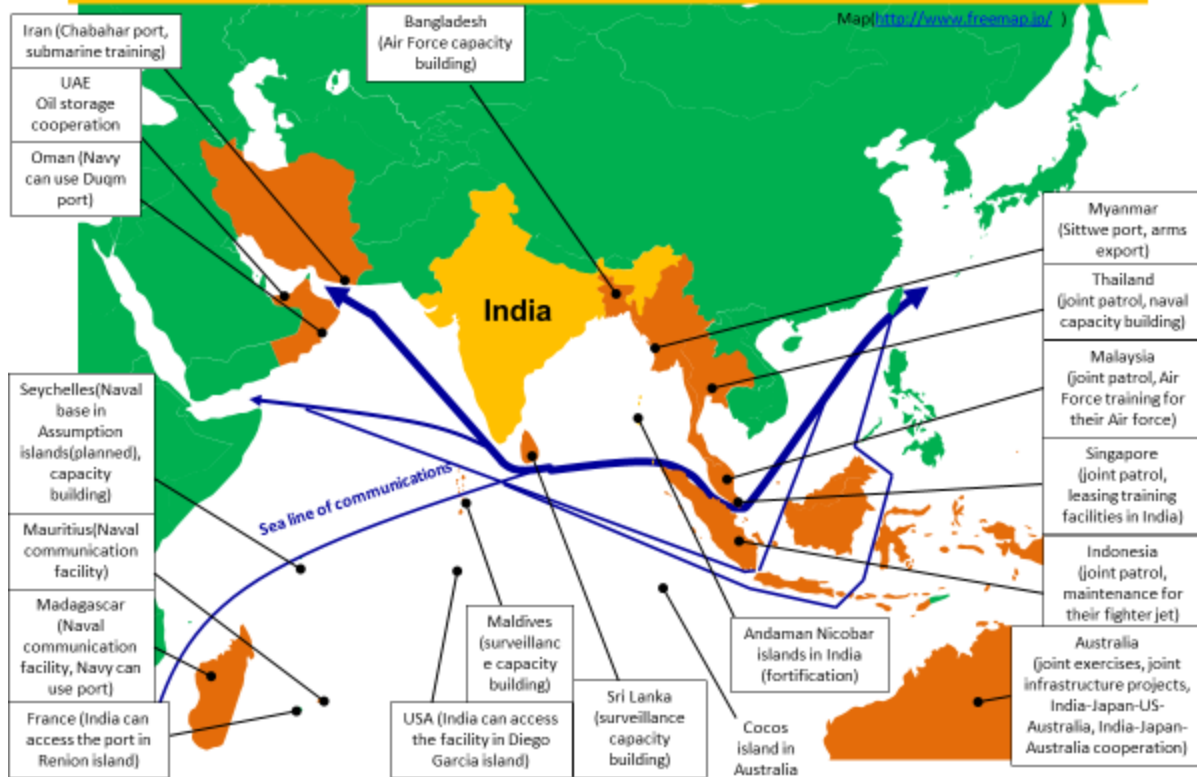 Map(http://www.freemap.jp/ )
Iran (Chabahar port,
submarine training)
UAE
Oil storage
cooperation
Oman (Navy
can use Duqm
port)
Bangladesh
(Air Force capacity
building)
India
Myanmar
(Sittwe port, arms
export)
Thailand
(joint patrol, naval
capacity building)
Malaysia
(joint patrol, Air
Force training for
their Air force)
Singapore
(joint patrol,
leasing training
facilities in India)
Indonesia
(joint patrol,
maintenance for
their fighter jet)
Australia
(joint exercises, joint
infrastructure projects,
India-Japan-US-
Australia, India-Japan-
Australia cooperation)
Seychelles(Naval
base in
Assumption
islands(planned),
capacity
building)
Mauritius(Naval
communication
facility)
Madagascar
(Naval
communication
facility, Navy can
use port)
France (India can
access the port in
Renion island)
Sea line of communications
Maldives
(surveillanc
e capacity
building)
USA (India can access
the facility in Diego
Garcia island)
Sri Lanka
(surveillance
capacity
building)
Andaman Nicobar
islands in India
(fortification)
Cocos
island in
Australia